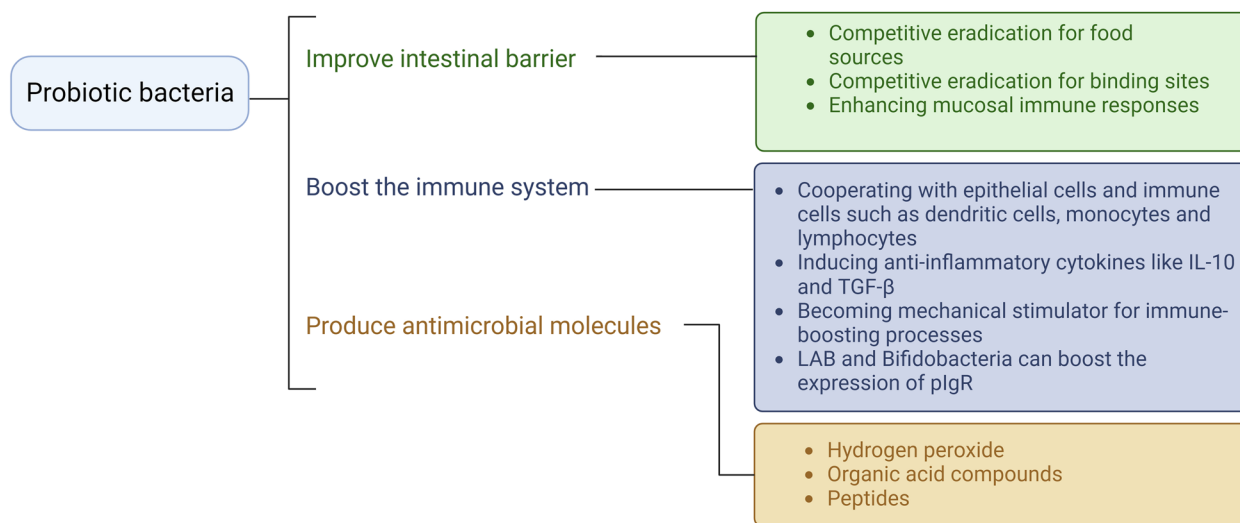 Probiotic bacteria
Improve intestinal barrier
• Competitive eradication for food
sources
• Competitive eradication for binding sites
• Enhancing mucosal immune responses
Boost the immune system
• Cooperating with epithelial cells and immune
cells such as dendritic cells, monocytes and
lymphocytes
• Inducing anti-inflammatory cytokines like IL-10
and TGF-β
• Becoming mechanical stimulator for immune-
boosting processes
• LAB and Bifidobacteria can boost the
expression of pIgR
Produce antimicrobial molecules
• Hydrogen peroxide
• Organic acid compounds
• Peptides